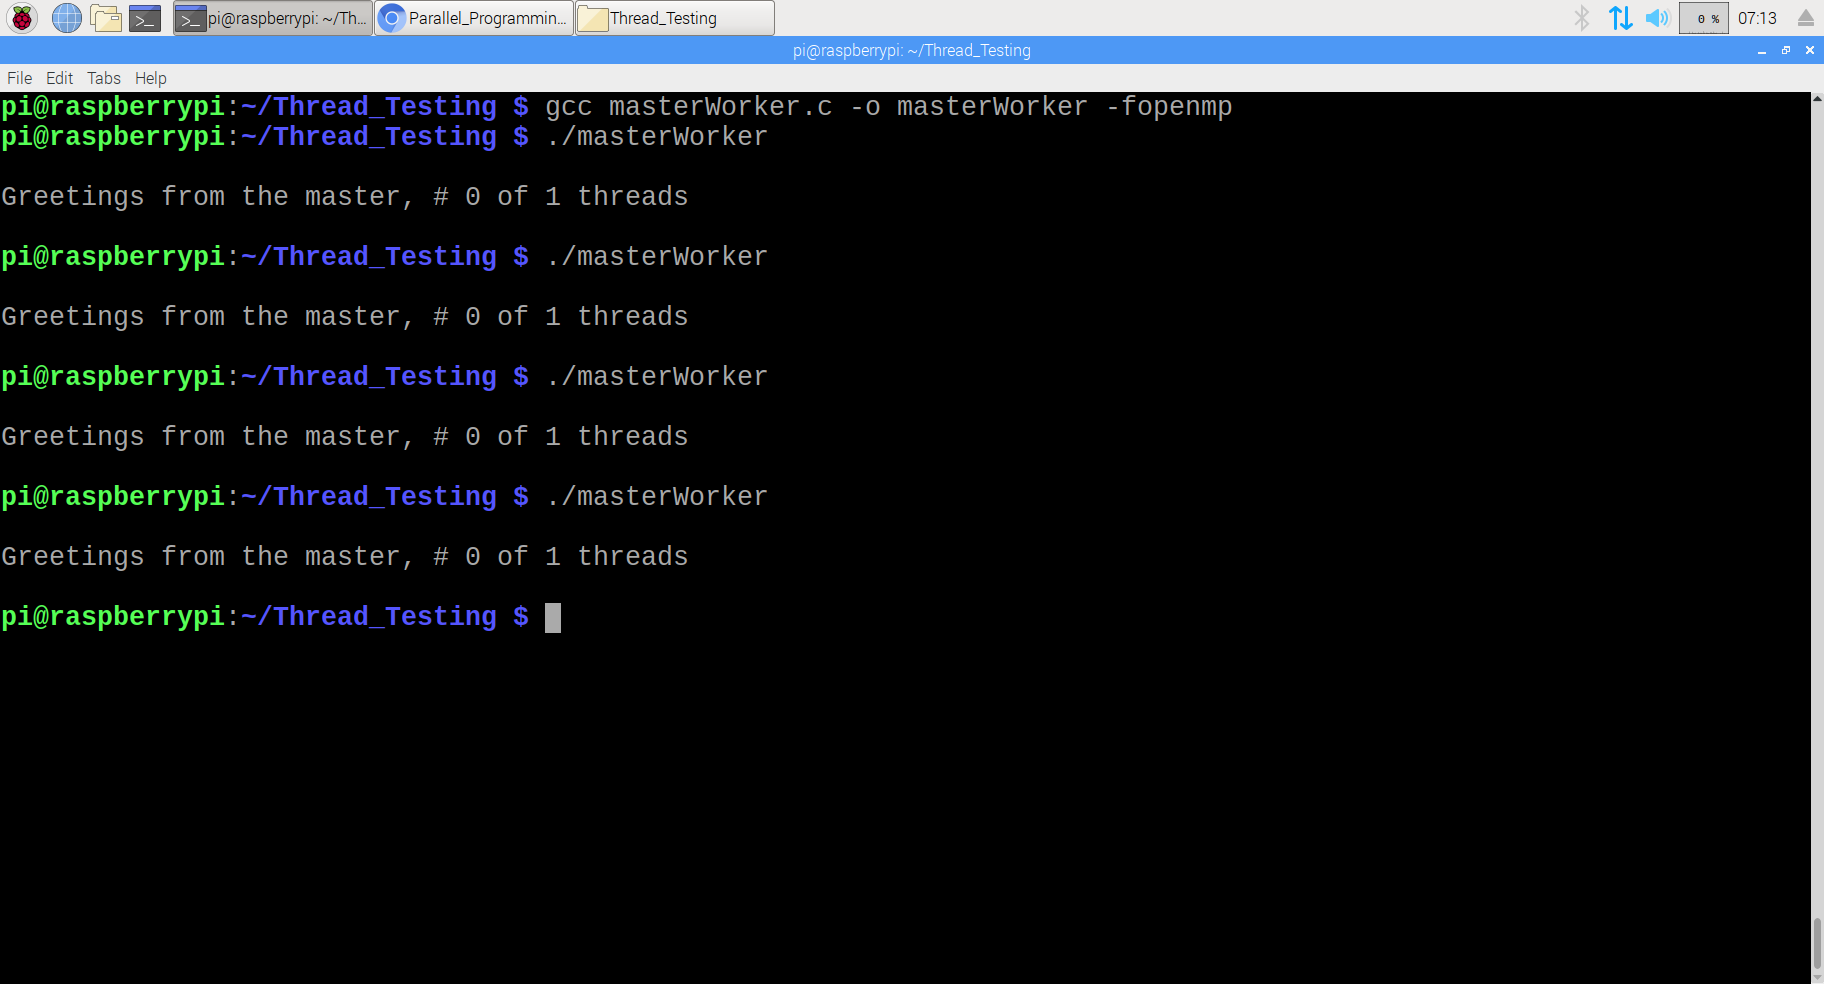 pi@raspberrypi: ~/Th...
Parallel_Programmin...
Thread_Testing
0 %
07:13
pi@raspberrypi: ~/Thread_Testing
File Edit Tabs Help
pi@raspberrypi:~/Thread_Testing $ gcc masterWorker.c -o masterWorker -fopenmp
pi@raspberrypi:~/Thread_Testing $ ./masterWorker
Greetings from the master, # 0 of 1 threads
pi@raspberrypi:~/Thread_Testing $ ./masterWorker
Greetings from the master, # 0 of 1 threads
pi@raspberrypi:~/Thread_Testing $ ./masterWorker
Greetings from the master, # 0 of 1 threads
pi@raspberrypi:~/Thread_Testing $ ./masterWorker
Greetings from the master, # 0 of 1 threads
pi@raspberrypi:~/Thread_Testing $